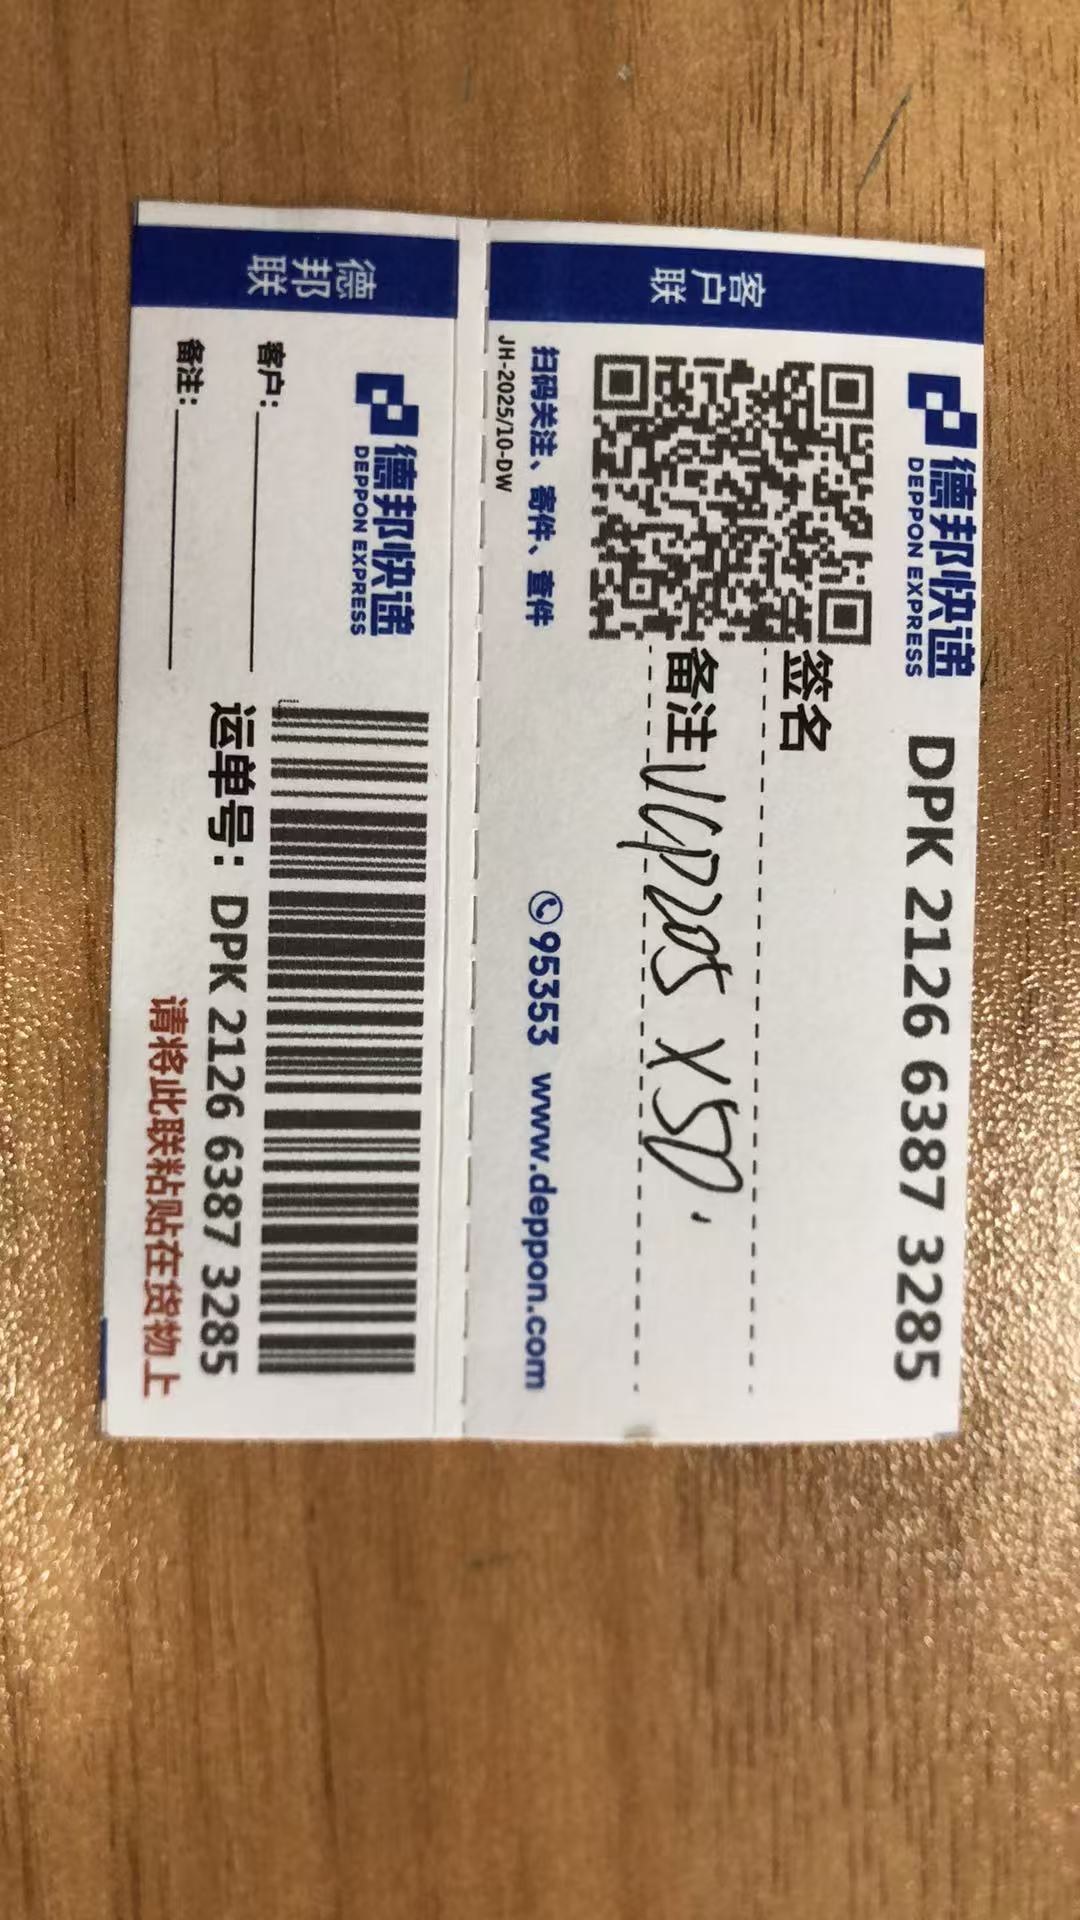 客户联
德邦快递
DEPPON EXPRESS
DPK 2126 6387 3285
签名
备注 VCP205 X50
扫码关注、寄件、查件
95353 www.deppon.com
JH-2025/10-DW
德邦联
德邦快递
DEPPON EXPRESS
客户:
备注:
运单号: DPK 2126 6387 3285
请将此联粘贴在货物上